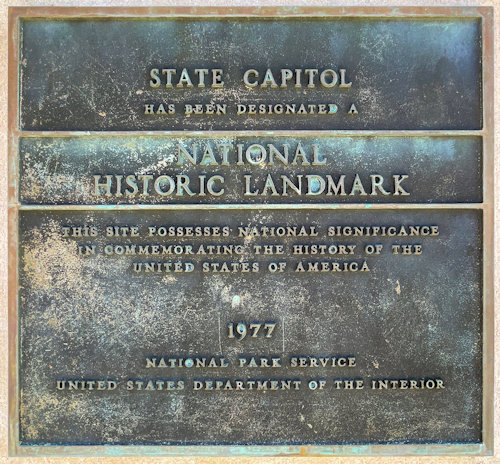 STATE CAPITOL
HAS BEEN DESIGNATED A
NATIONAL
HISTORIC LANDMARK
THIS SITE POSSESSES NATIONAL SIGNIFICANCE
IN COMMEMORATING THE HISTORY OF THE
UNITED STATES OF AMERICA
1977
NATIONAL PARK SERVICE
UNITED STATES DEPARTMENT OF THE INTERIOR